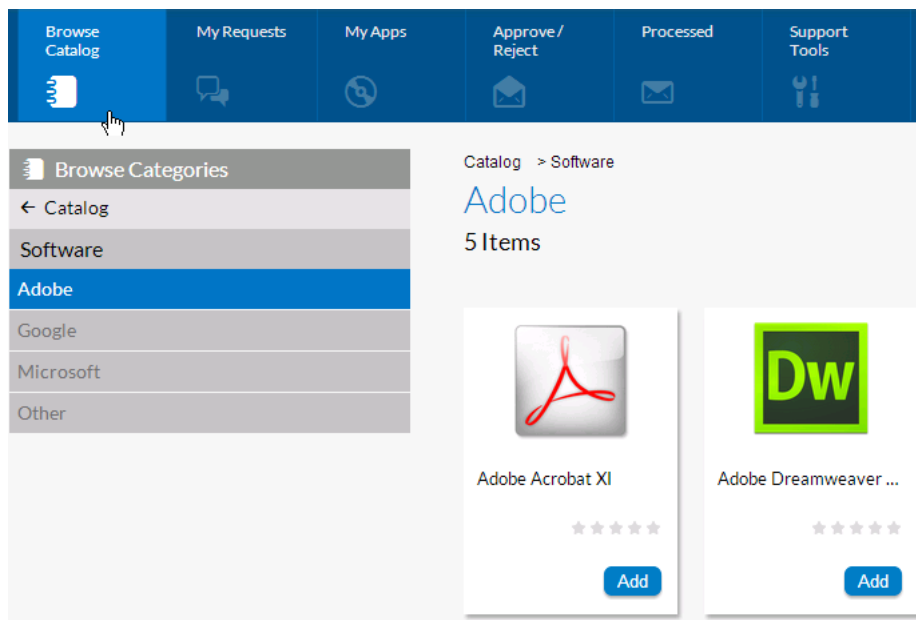 Browse
Catalog
My Requests
My Apps
Approve /
Reject
Processed
Support
Tools
Browse Categories
← Catalog
Software
Adobe
Google
Microsoft
Other
Catalog > Software
Adobe
5 Items
Dw
Adobe Acrobat XI
Adobe Dreamweaver ...
Add
Add